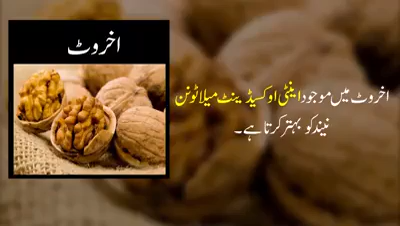 اخروٹ
اخروٹ میں موجود اینٹی اوکسیڈینٹ میلاٹونن
نیند کو بہتر کرتا ہے۔